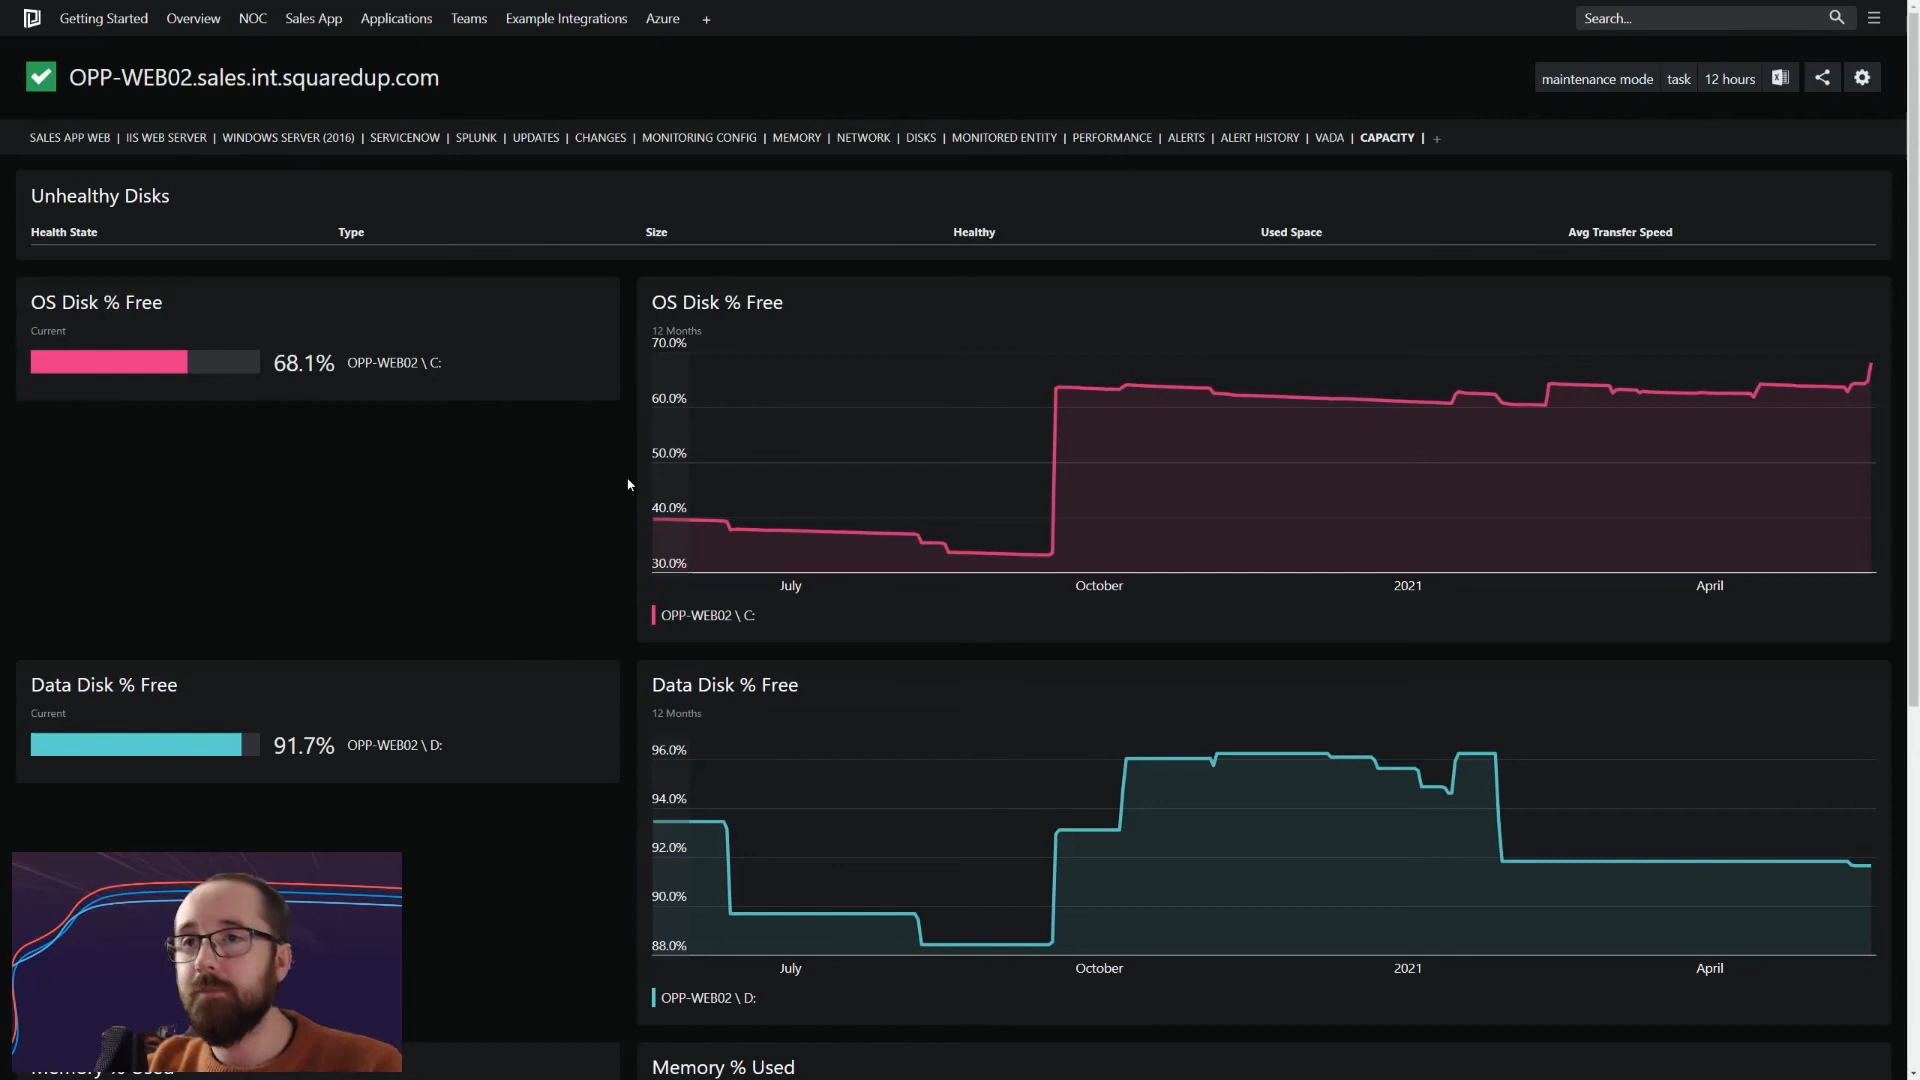 Getting Started Overview NOC Sales App Applications Teams Example Integrations Azure +
Search...
OPP-WEB02.sales.int.squaredup.com
maintenance mode task 12 hours
SALES APP WEB | IIS WEB SERVER | WINDOWS SERVER (2016) | SERVICENOW | SPLUNK | UPDATES | CHANGES | MONITORING CONFIG | MEMORY | NETWORK | DISKS | MONITORED ENTITY | PERFORMANCE | ALERTS | ALERT HISTORY | VADA | CAPACITY | +
Unhealthy Disks
Health State Type Size Healthy Used Space Avg Transfer Speed
OS Disk % Free
Current
68.1% OPP-WEB02 \ C:
OS Disk % Free
12 Months
70.0%
60.0%
50.0%
40.0%
30.0%
July October 2021 April
OPP-WEB02 \ C:
Data Disk % Free
Current
91.7% OPP-WEB02 \ D:
Data Disk % Free
12 Months
96.0%
94.0%
92.0%
90.0%
88.0%
July October 2021 April
OPP-WEB02 \ D:
Memory % Used
Memory % Used